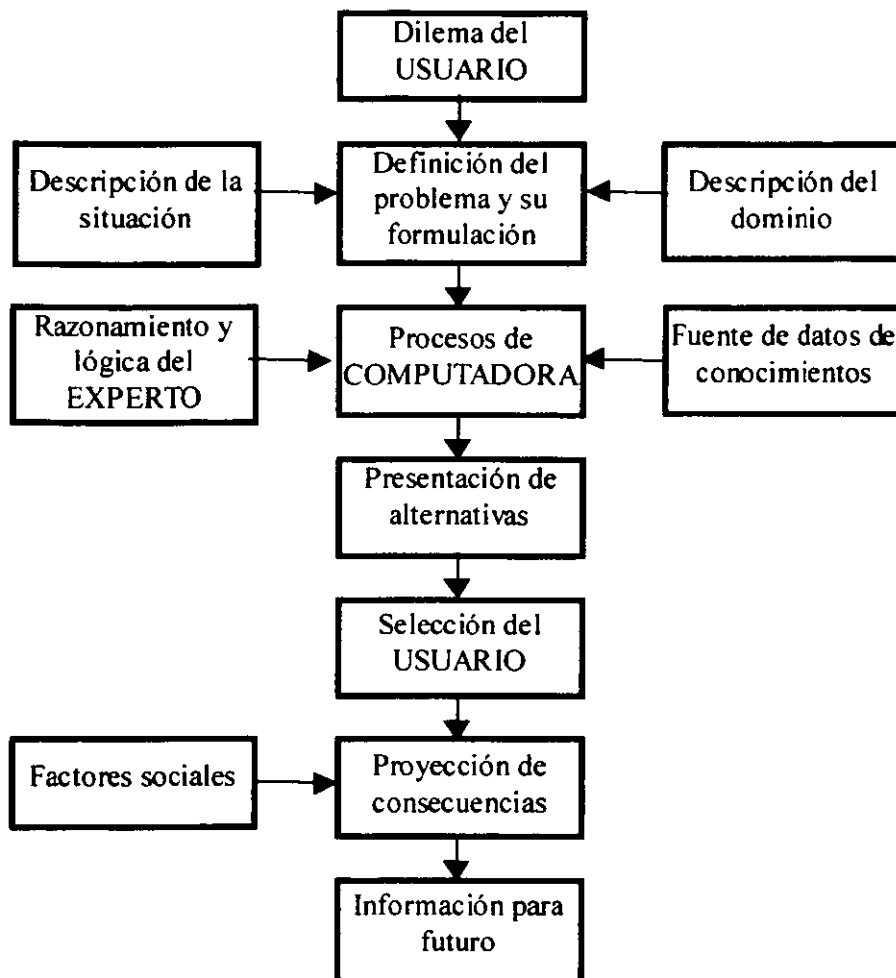 Dilema del
USUARIO
Descripción de la
situación
Definición del
problema y su
formulación
Descripción del
dominio
Razonamiento y
lógica del
EXPERTO
Procesos de
COMPUTADORA
Fuente de datos de
conocimientos
Presentación de
alternativas
Selección del
USUARIO
Factores sociales
Proyección de
consecuencias
Información para
futuro